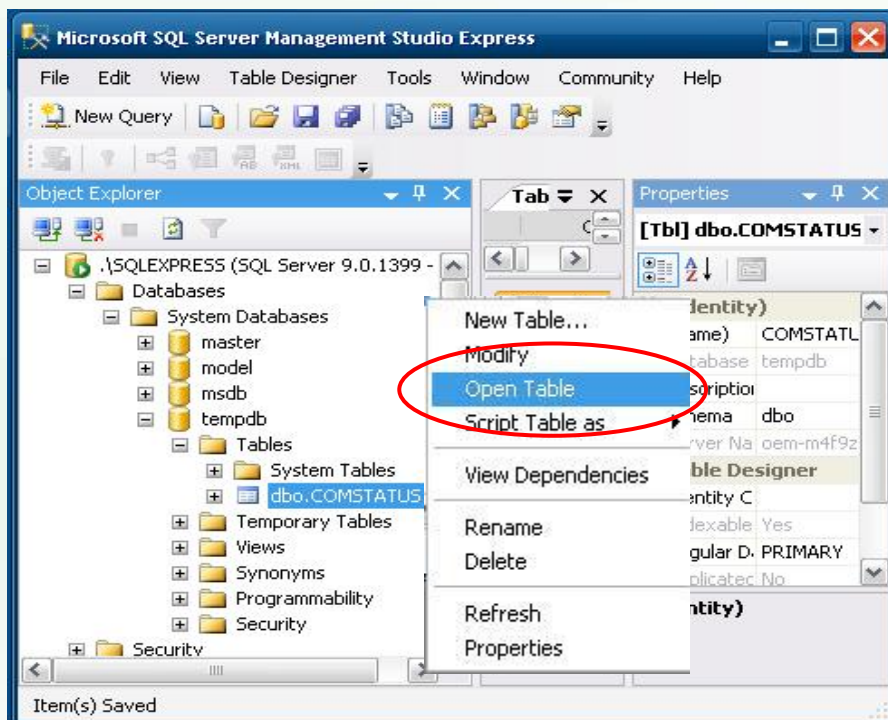 Microsoft SQL Server Management Studio Express
File Edit View Table Designer Tools Window Community Help
New Query
Object Explorer
.\SQLEXPRESS (SQL Server 9.0.1399 -
Databases
System Databases
master
model
msdb
tempdb
Tables
System Tables
dbo.COMSTATUS
Temporary Tables
Views
Synonyms
Programmability
Security
Security
Tab
New Table...
Modify
Open Table
Script Table as
View Dependencies
Rename
Delete
Refresh
Properties
Properties
[Tbl] dbo.COMSTATUS
dentity)
ame) COMSTATU
tabase tempdb
scription
hema dbo
rver Na oem-m4f9z
ble Designer
entity C
dexable Yes
gular D. PRIMARY
plicated No
ntity)
Item(s) Saved